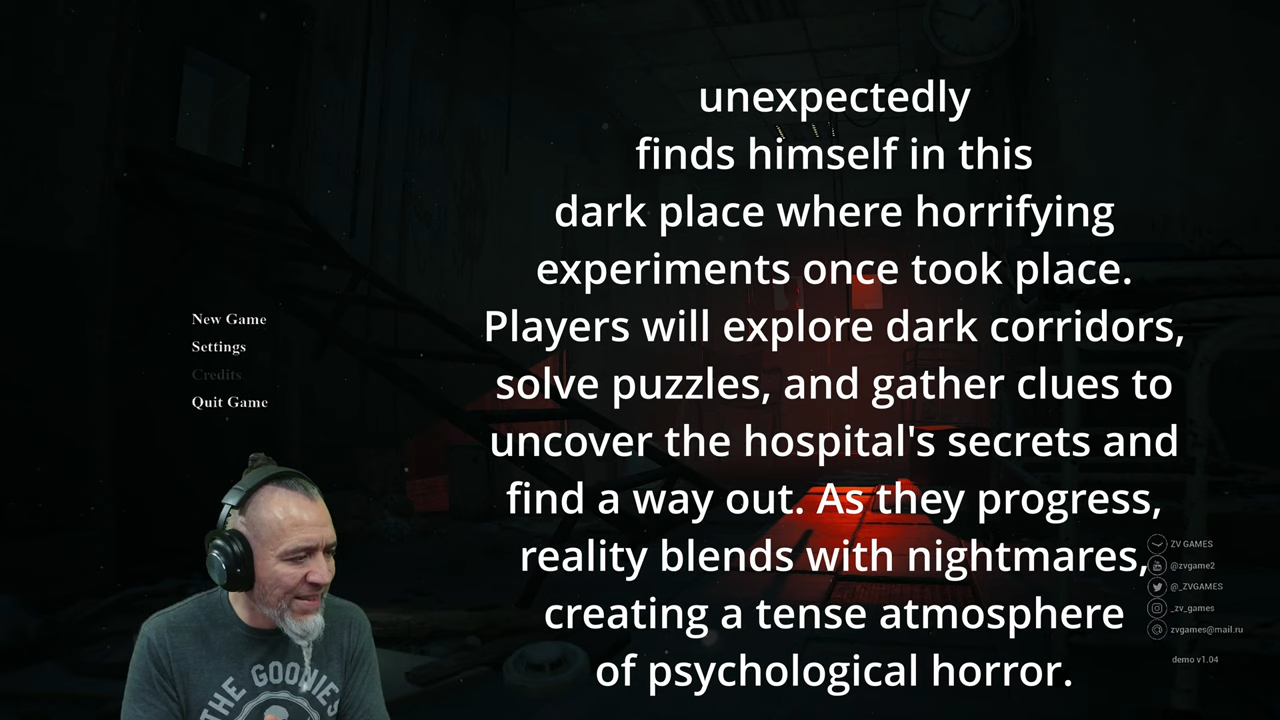 unexpectedly
finds himself in this
dark place where horrifying
experiments once took place.
Players will explore dark corridors,
solve puzzles, and gather clues to
uncover the hospital's secrets and
find a way out. As they progress,
reality blends with nightmares,
creating a tense atmosphere
of psychological horror.
New Game
Settings
Credits
Quit Game
THE GOONIES
ZV GAMES
@zvgame2
@_ZVGAMES
_zv_games
zvgames@mail.ru
demo v1.04